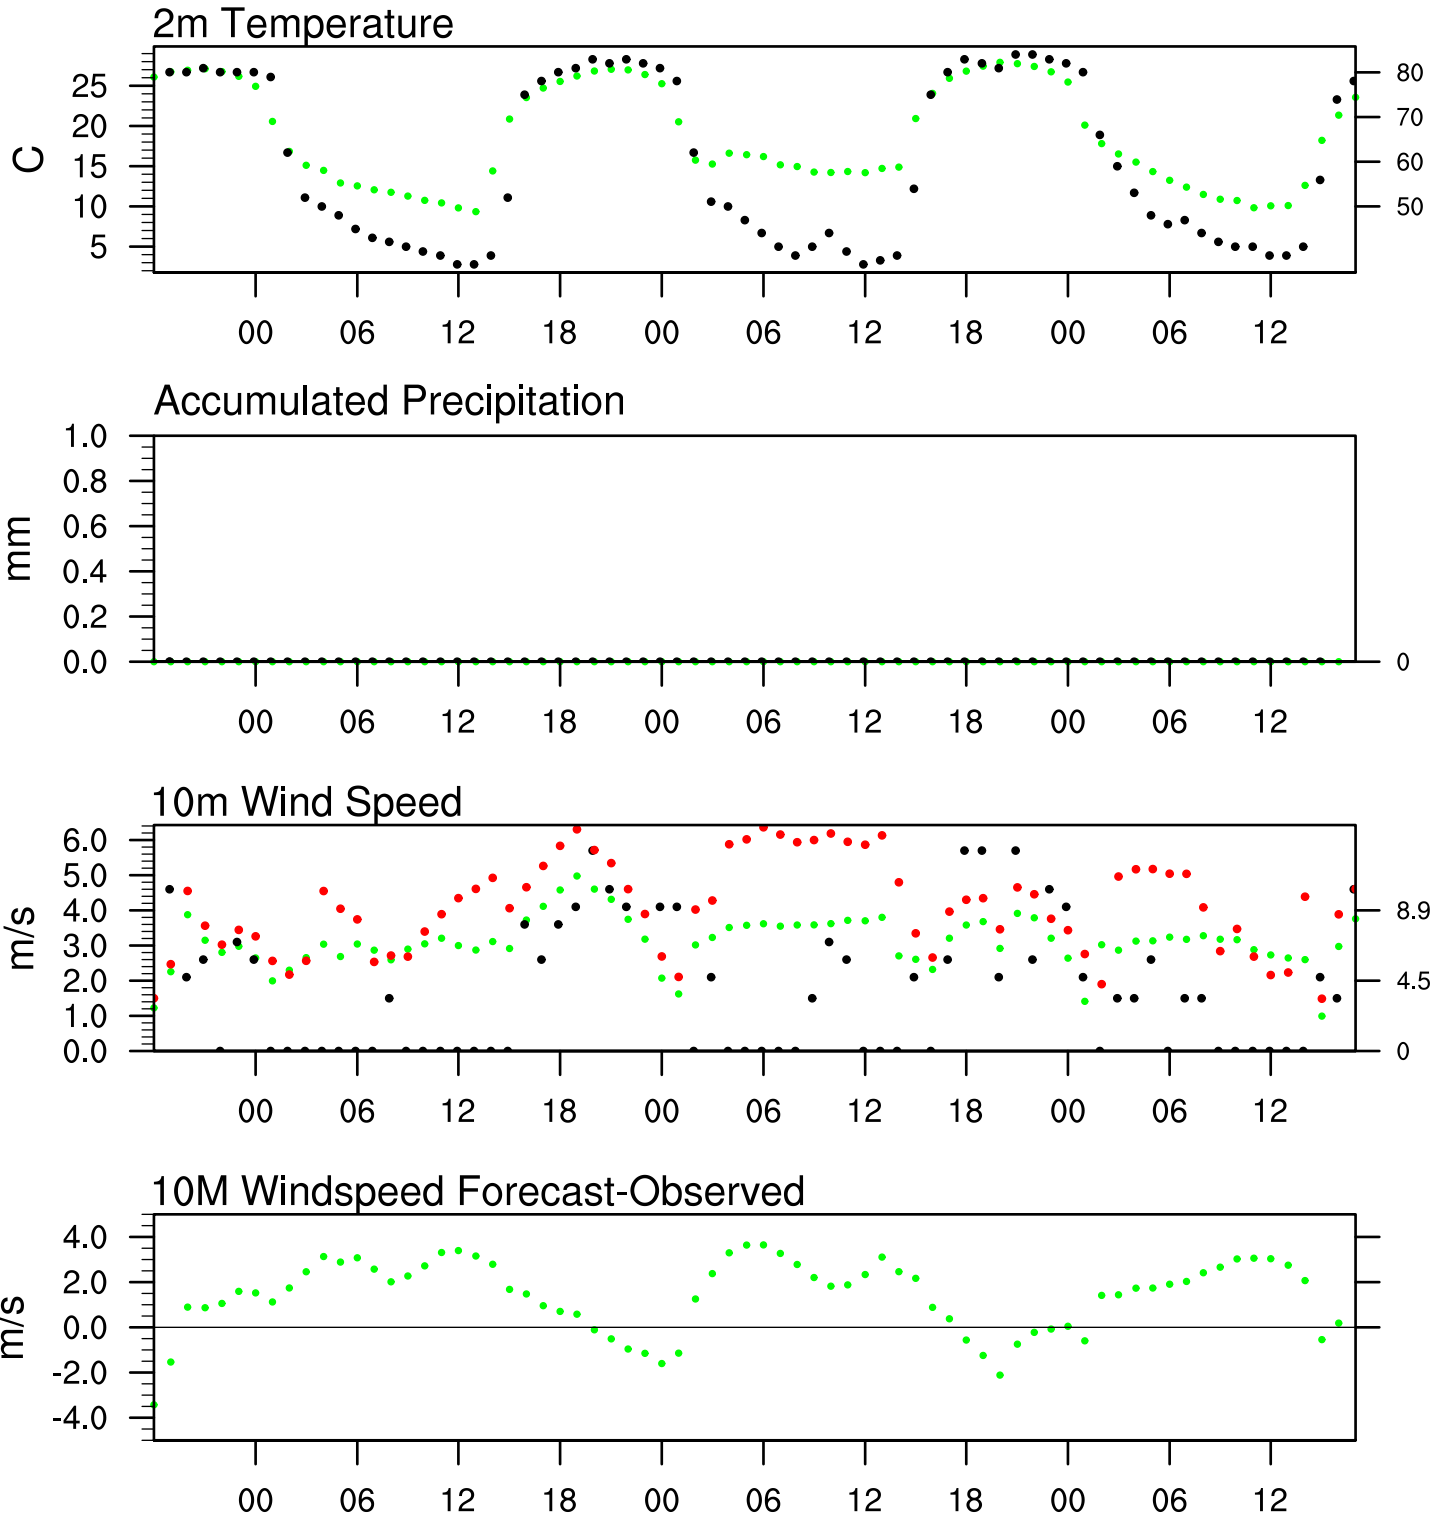 2m Temperature
25
20
15
10
5
C
80
70
60
50
00 06 12 18 00 06 12 18 00 06 12
Accumulated Precipitation
1.0
0.8
0.6
0.4
0.2
0.0
mm
0
00 06 12 18 00 06 12 18 00 06 12
10m Wind Speed
6.0
5.0
4.0
3.0
2.0
1.0
0.0
m/s
8.9
4.5
0
00 06 12 18 00 06 12 18 00 06 12
10M Windspeed Forecast-Observed
4.0
2.0
0.0
-2.0
-4.0
m/s
00 06 12 18 00 06 12 18 00 06 12